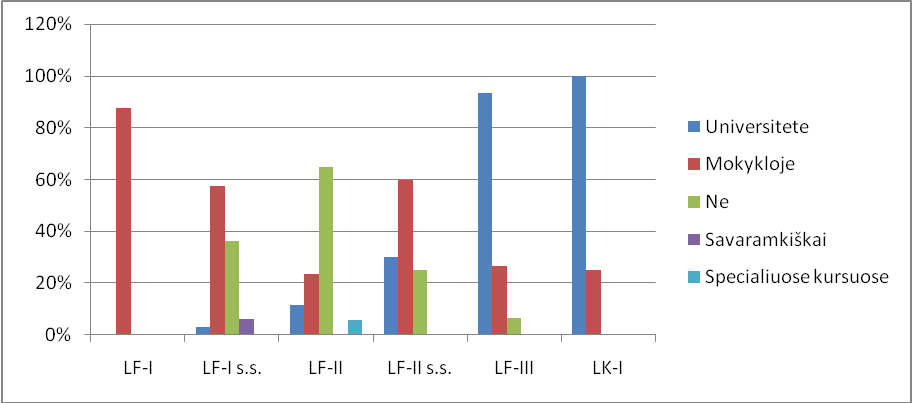 120%
100%
80%
60%
40%
20%
0%
LF-I LF-I s.s. LF-II LF-II s.s. LF-III LK-I
Universitete
Mokykloje
Ne
Savaramkiškai
Specialiuose kursuose